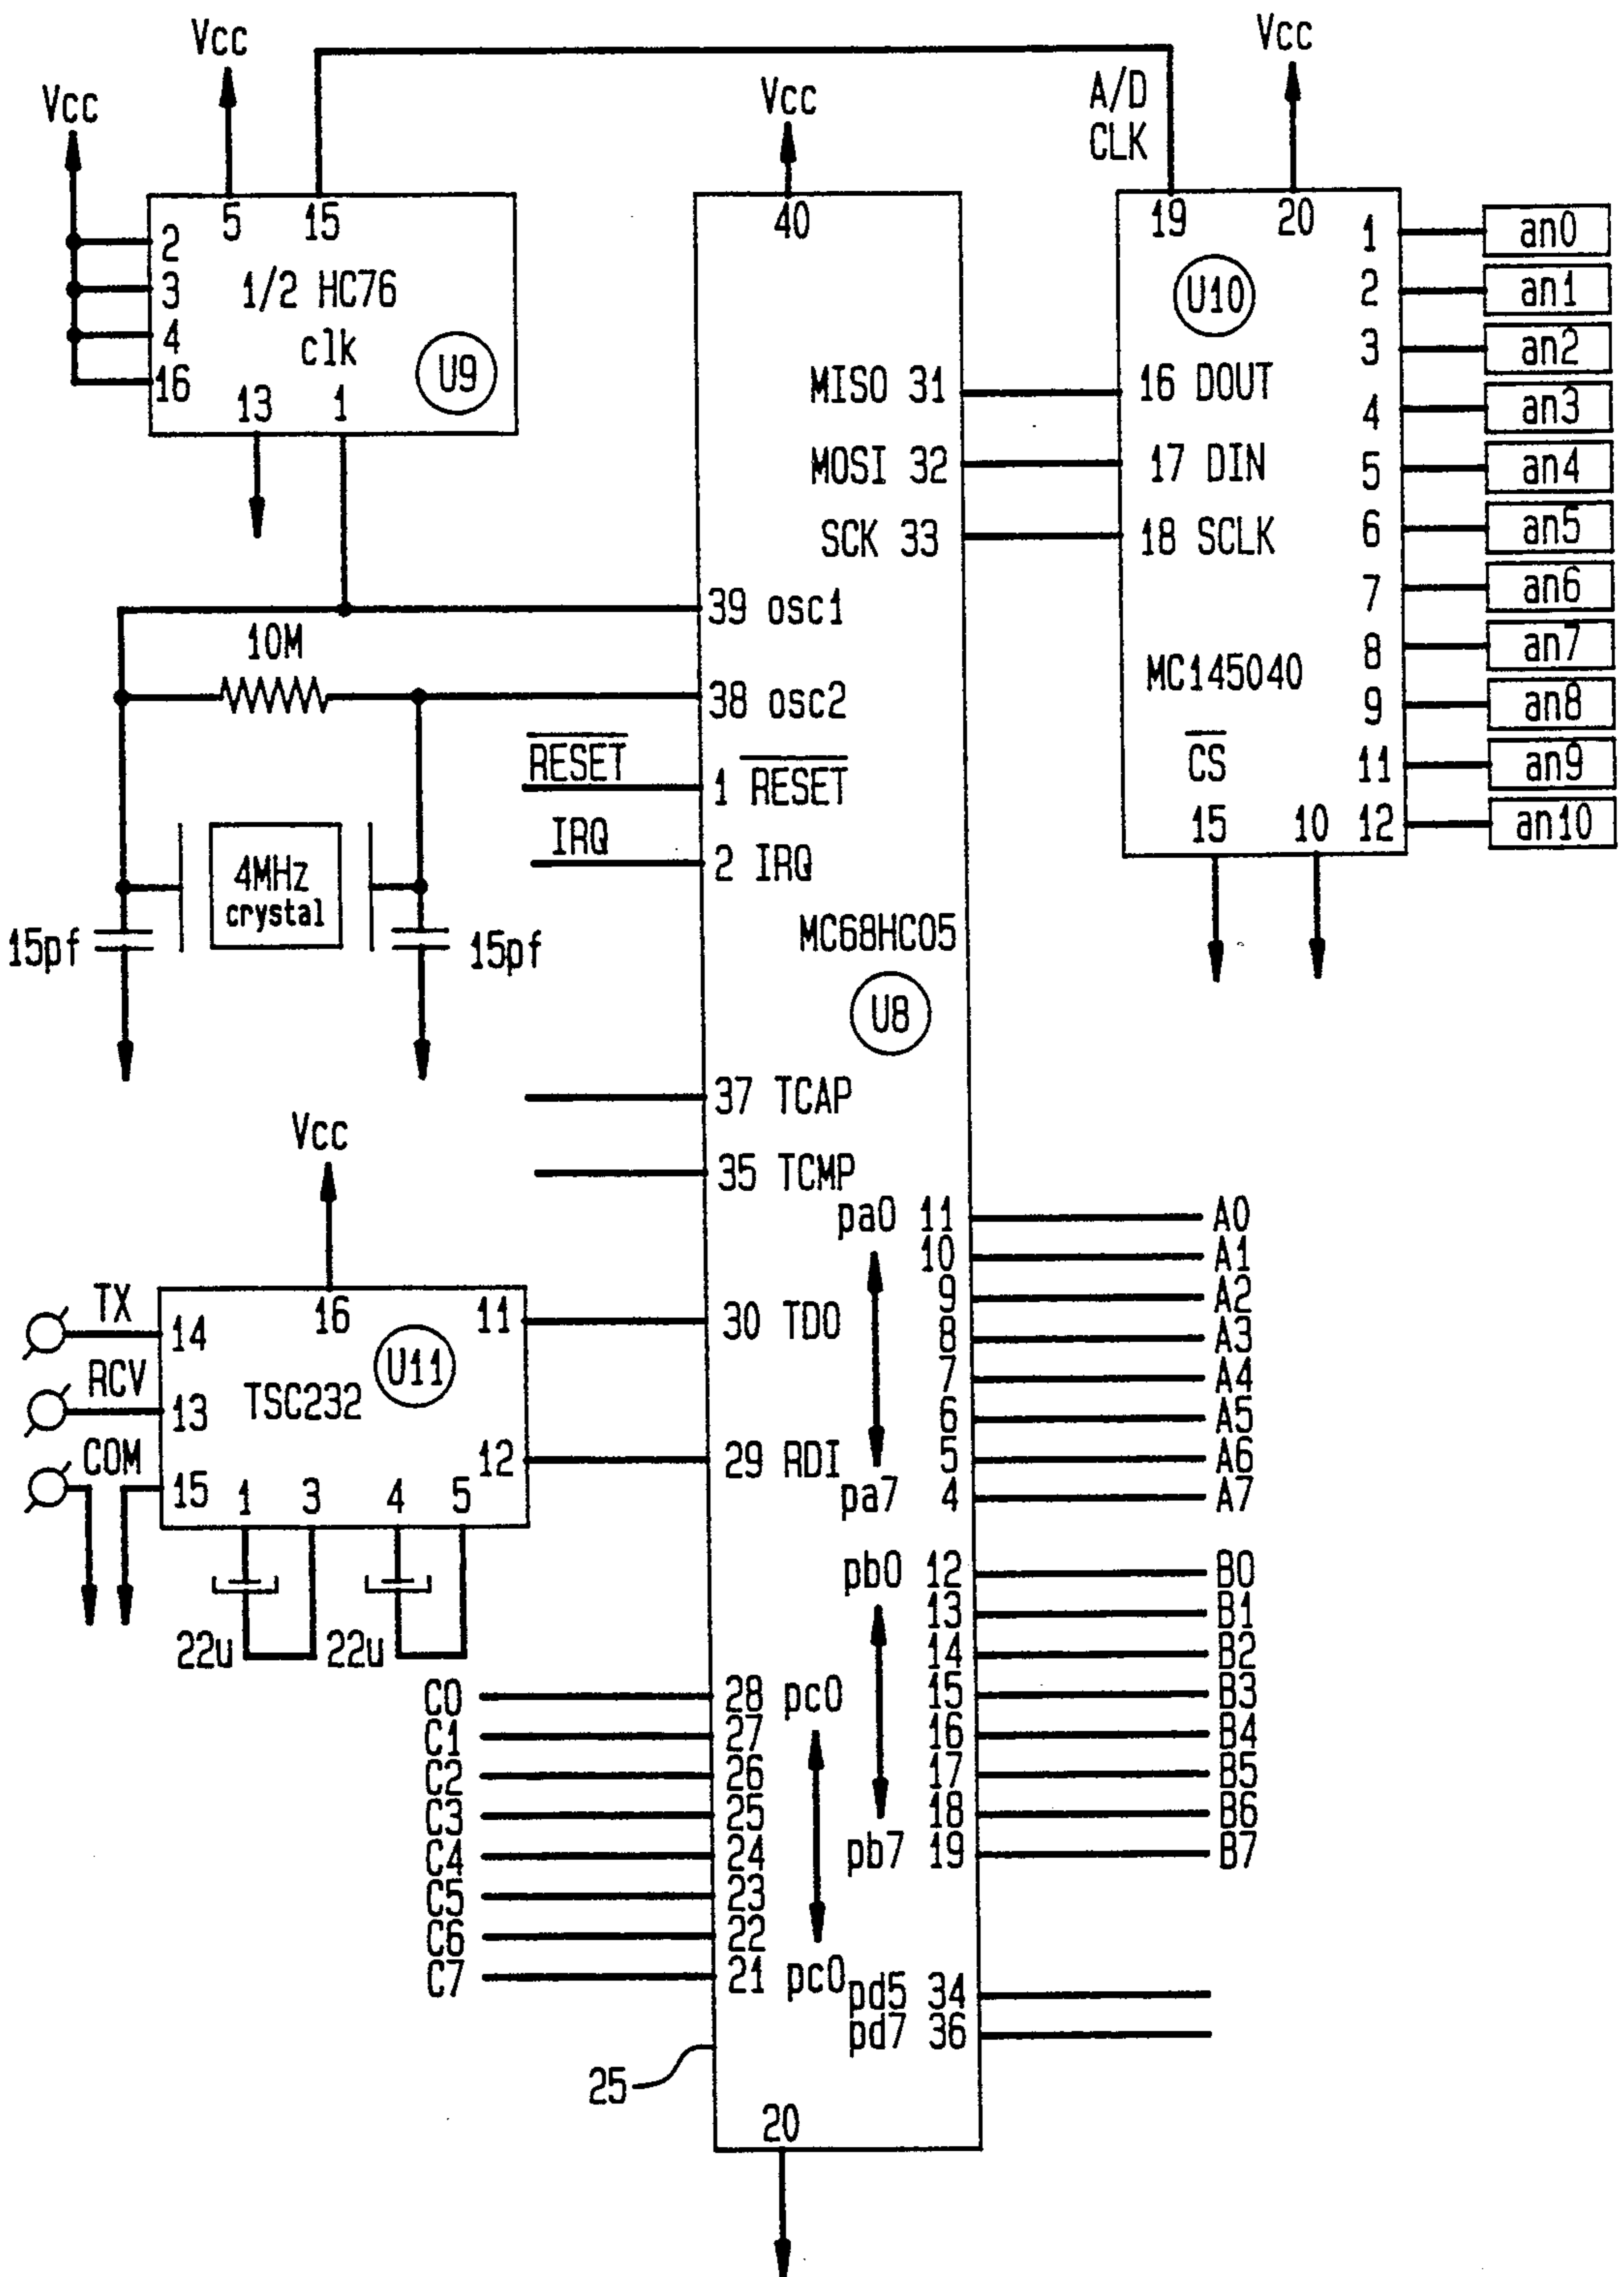 Vcc
Vcc
Vcc
Vcc
A/D
CLK
5 15
2
3
4
16
1/2 HC76
clk
U9
13 1
40
19 20
U10
1 an0
2 an1
3 an2
4 an3
5 an4
6 an5
7 an6
8 an7
9 an8
11 an9
12 an10
MISO 31
16 DOUT
MOSI 32
17 DIN
SCK 33
18 SCLK
MC145040
CS
15 10
39 osc1
10M
38 osc2
RESET
1 RESET
IRQ
2 IRQ
4MHz
crystal
15pf
15pf
MC68HC05
U8
37 TCAP
35 TCMP
Vcc
TX
14
16
11
30 TDO
U11
RCV
13
TSC232
COM
15
12
29 RDI
1 3 4 5
22u
22u
pa0 11 A0
10 A1
9 A2
8 A3
7 A4
6 A5
5 A6
pa7 4 A7
pb0 12 B0
13 B1
14 B2
15 B3
16 B4
17 B5
18 B6
pb7 19 B7
C0 28 pc0
C1 27
C2 26
C3 25
C4 24
C5 23
C6 22
C7 21 pc0
pd5 34
pd7 36
25
20